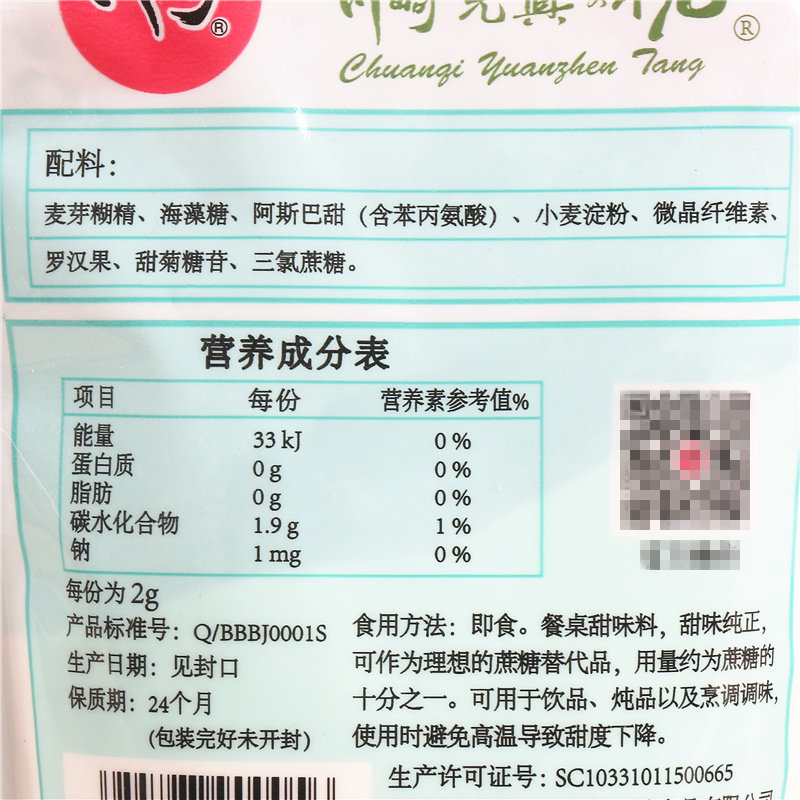 ®
®
Chuanqi Yuanzhen Tang
配料：
麦芽糊精、海藻糖、阿斯巴甜（含苯丙氨酸）、小麦淀粉、微晶纤维素、
罗汉果、甜菊糖苷、三氯蔗糖。
营养成分表
项目 每份 营养素参考值%
能量 33 kJ 0 %
蛋白质 0 g 0 %
脂肪 0 g 0 %
碳水化合物 1.9 g 1 %
钠 1 mg 0 %
每份为 2g
产品标准号：Q/BBBJ0001S
生产日期：见封口
保质期：24个月
(包装完好未开封)
食用方法：即食。餐桌甜味料，甜味纯正，
可作为理想的蔗糖替代品，用量约为蔗糖的
十分之一。可用于饮品、炖品以及烹调调味，
使用时避免高温导致甜度下降。
生产许可证号：SC10331011500665